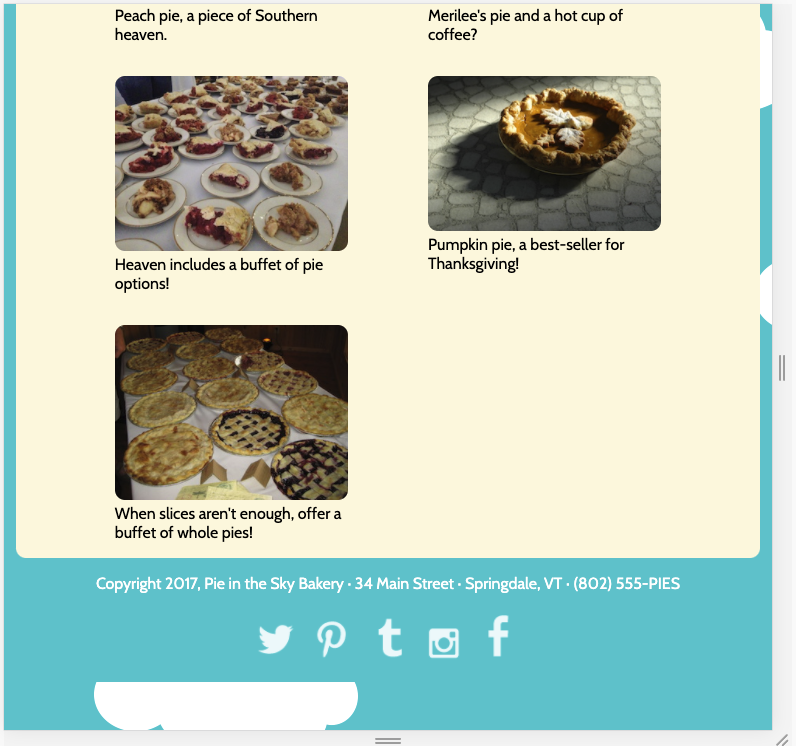 Peach pie, a piece of Southern
heaven.
Merilee's pie and a hot cup of
coffee?
Heaven includes a buffet of pie
options!
Pumpkin pie, a best-seller for
Thanksgiving!
When slices aren't enough, offer a
buffet of whole pies!
Copyright 2017, Pie in the Sky Bakery • 34 Main Street • Springdale, VT • (802) 555-PIES